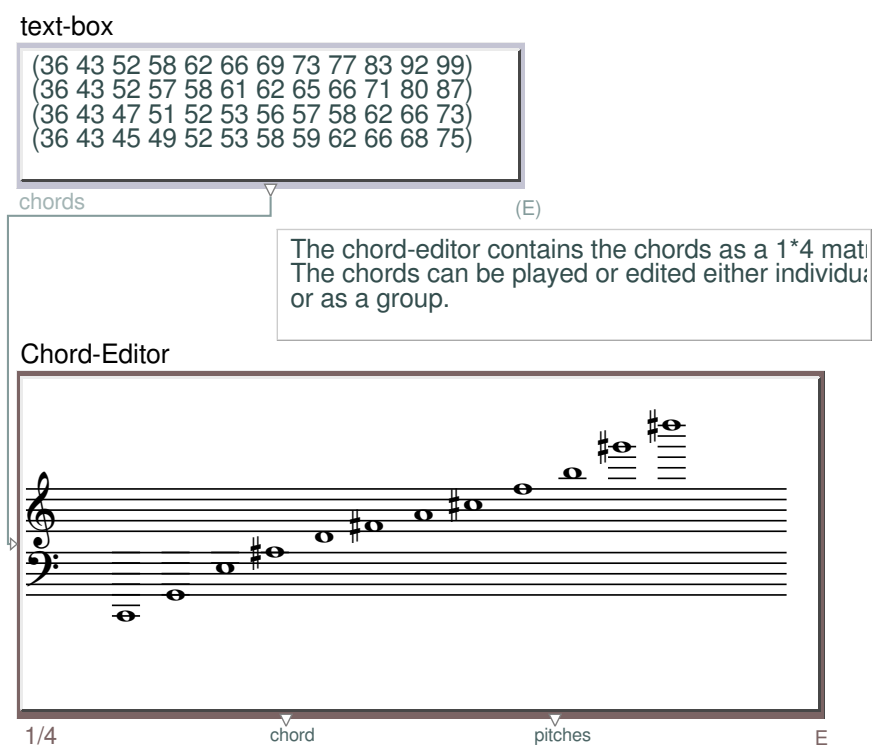 text-box
(36 43 52 58 62 66 69 73 77 83 92 99)
(36 43 52 57 58 61 62 65 66 71 80 87)
(36 43 47 51 52 53 56 57 58 62 66 73)
(36 43 45 49 52 53 58 59 62 66 68 75)
chords
(E)
The chord-editor contains the chords as a 1*4
The chords can be played or edited either
or as a group.
Chord-Editor
1/4
chord
pitches
E